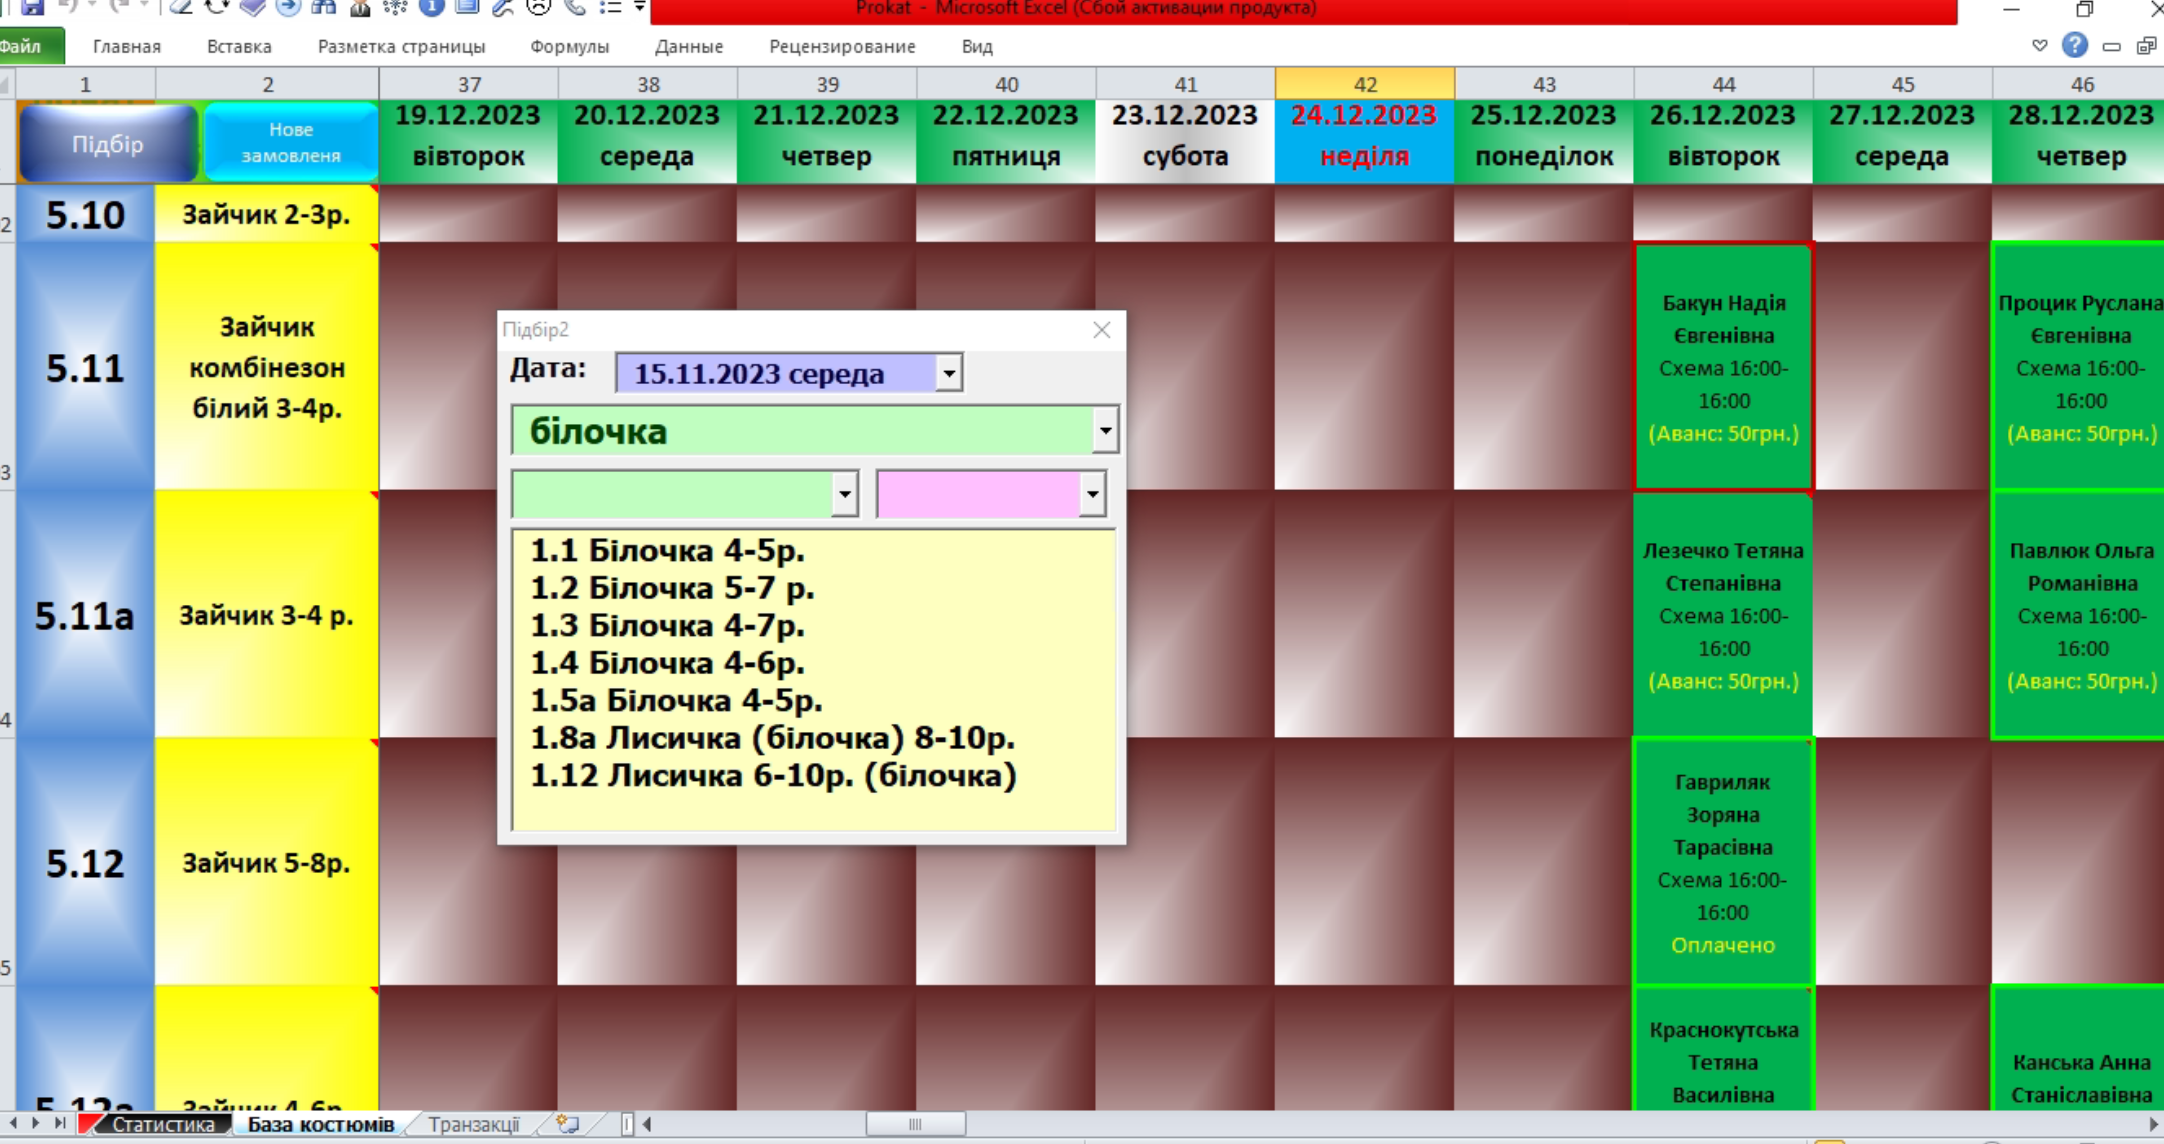 Prokat - Microsoft Excel (Сбой активации продукта)
Файл Главная Вставка Разметка страницы Формулы Данные Рецензирование Вид
1 2 37 38 39 40 41 42 43 44 45 46
Підбір
Нове
замовленя
19.12.2023 20.12.2023 21.12.2023 22.12.2023 23.12.2023 24.12.2023 25.12.2023 26.12.2023 27.12.2023 28.12.2023
вівторок середа четвер пятниця субота неділя понеділок вівторок середа четвер
5.10 Зайчик 2-3р.
5.11
Зайчик
комбінезон
білий 3-4р.
Бакун Надія
Євгенівна
Схема 16:00-
16:00
(Аванс: 50грн.)
Процик Руслана
Євгенівна
Схема 16:00-
16:00
(Аванс: 50грн.)
5.11а Зайчик 3-4 р.
Лезечко Тетяна
Степанівна
Схема 16:00-
16:00
(Аванс: 50грн.)
Павлюк Ольга
Романівна
Схема 16:00-
16:00
(Аванс: 50грн.)
5.12 Зайчик 5-8р.
Гавриляк
Зоряна
Тарасівна
Схема 16:00-
16:00
Оплачено
5.12а Зайчик 4-6р.
Краснокутська
Тетяна
Василівна
Канська Анна
Станіславівна
Підбір2
Дата: 15.11.2023 середа
білочка
1.1 Білочка 4-5р.
1.2 Білочка 5-7 р.
1.3 Білочка 4-7р.
1.4 Білочка 4-6р.
1.5а Білочка 4-5р.
1.8а Лисичка (білочка) 8-10р.
1.12 Лисичка 6-10р. (білочка)
Статистика База костюмів Транзакції